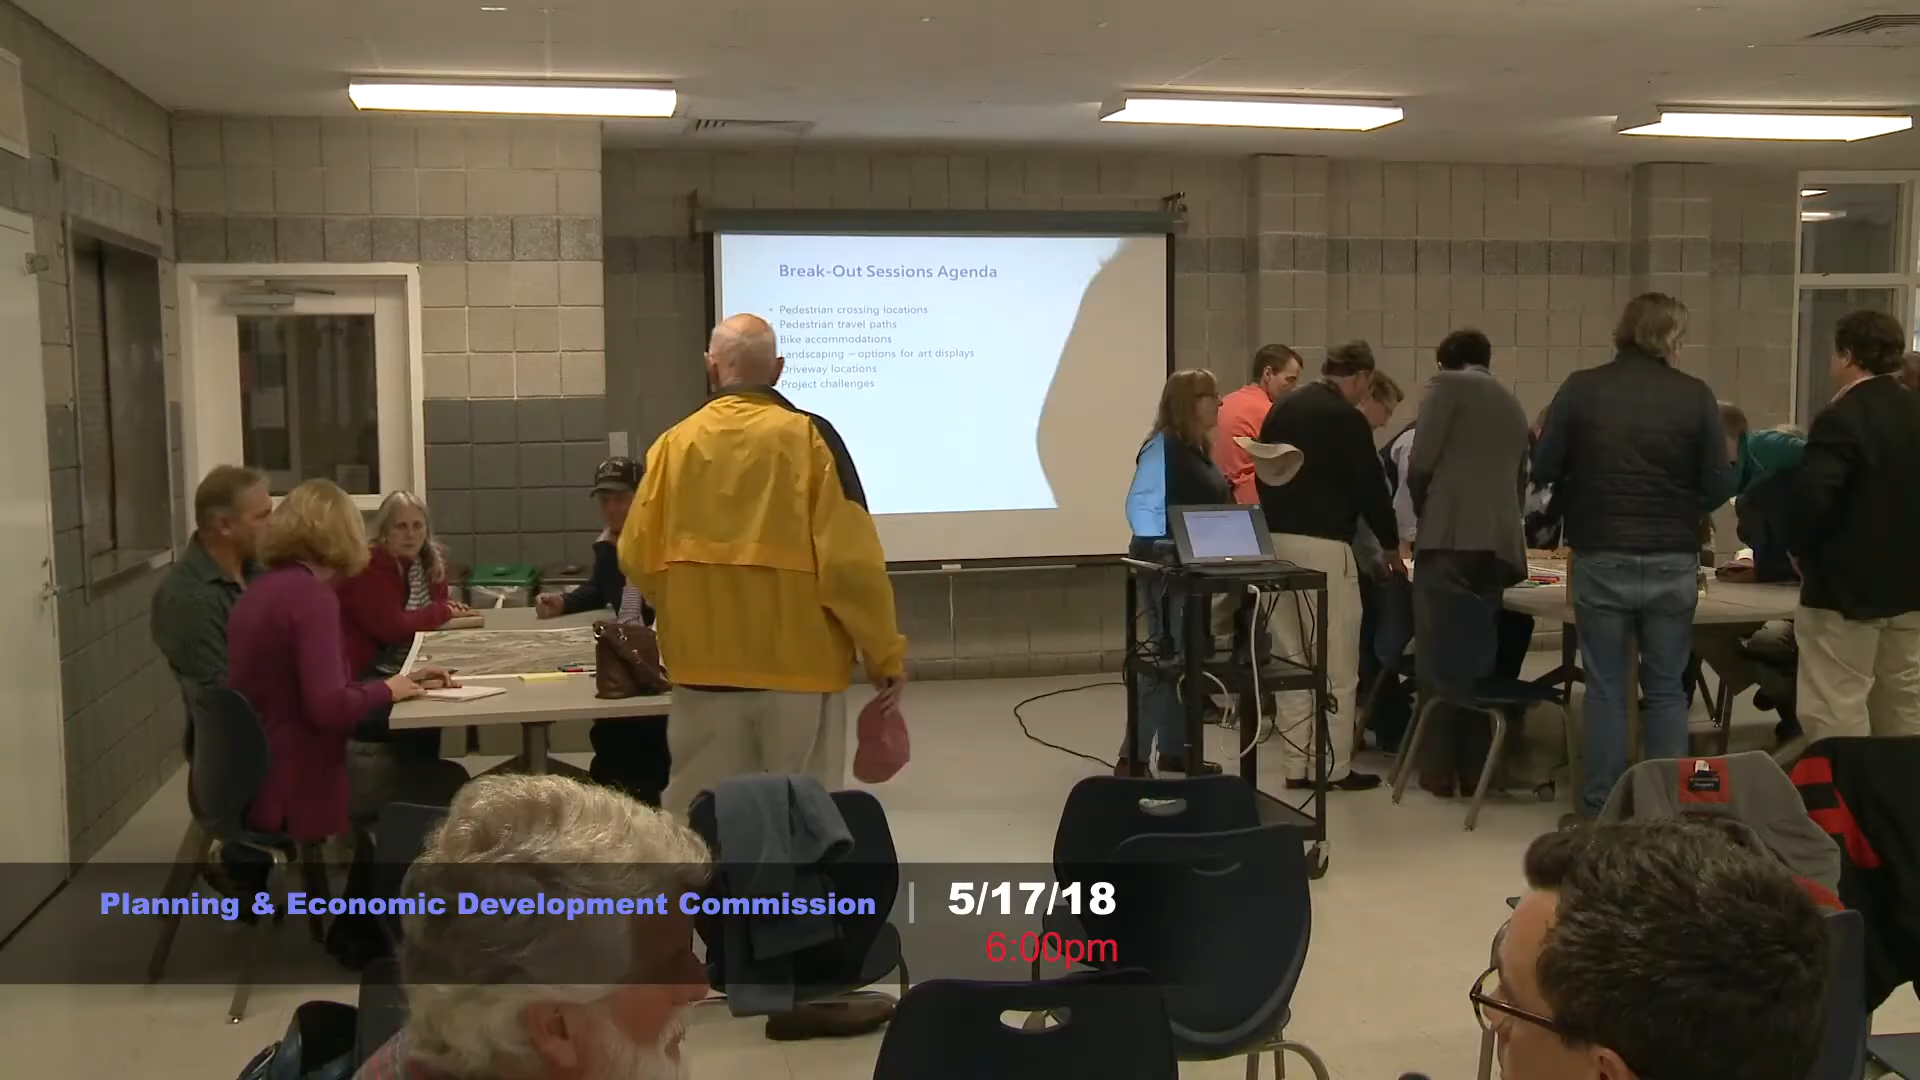 Break-Out Sessions Agenda
• Pedestrian crossing locations
• Pedestrian travel paths
Bike accommodations
Landscaping – options for art displays
Driveway locations
Project challenges
Planning & Economic Development Commission | 5/17/18
6:00pm